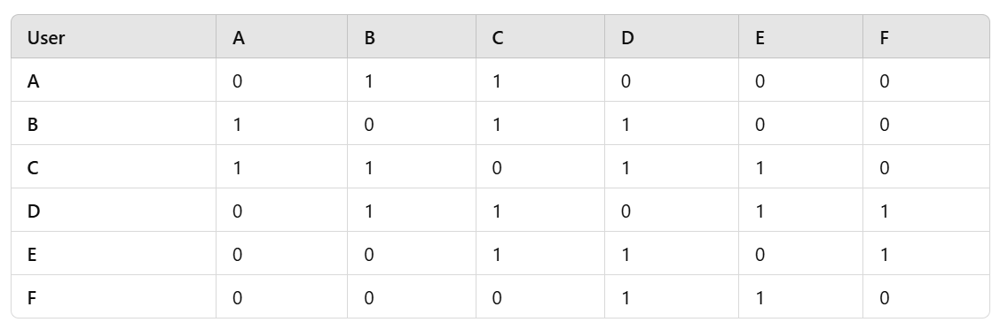 User A B C D E F
A 0 1 1 0 0 0
B 1 0 1 1 0 0
C 1 1 0 1 1 0
D 0 1 1 0 1 1
E 0 0 1 1 0 1
F 0 0 0 1 1 0